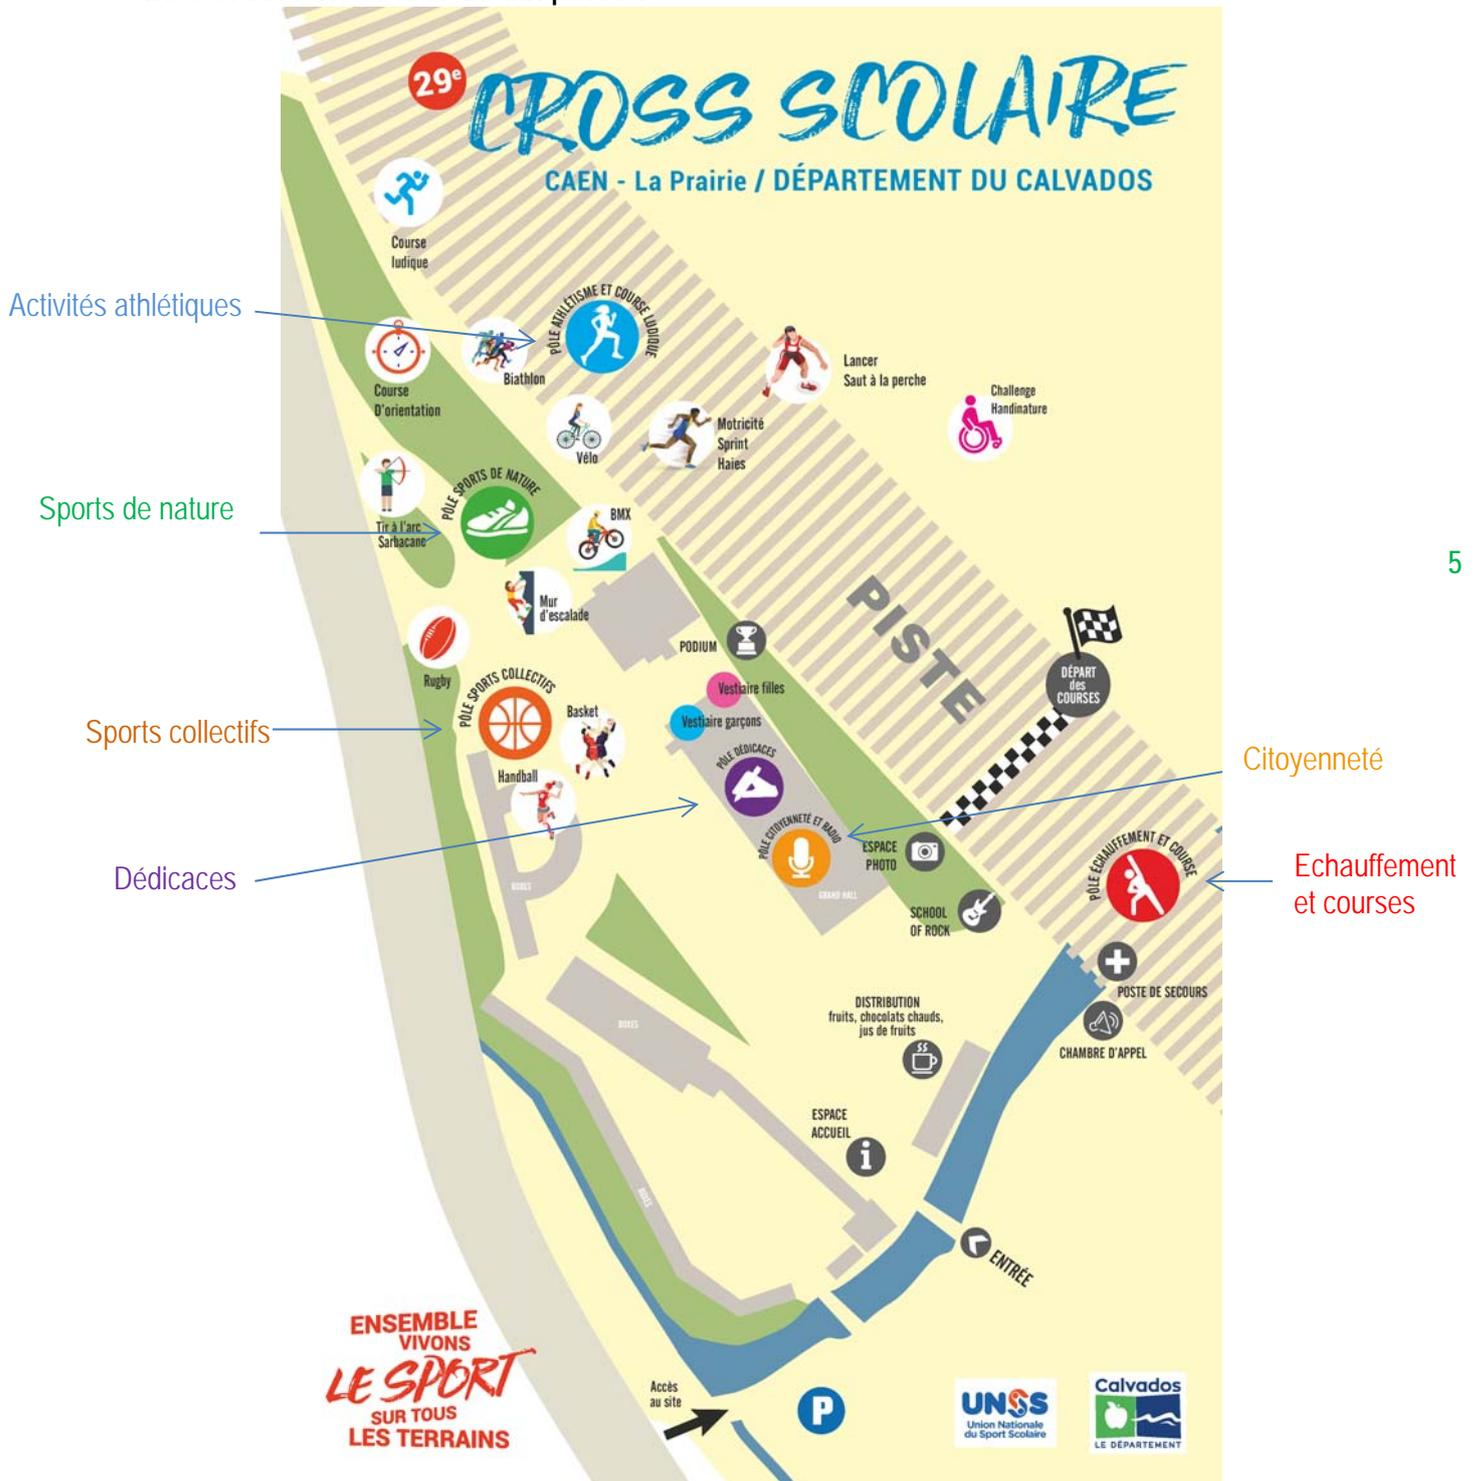 29e
CROSS SCOLAIRE
CAEN - La Prairie / DÉPARTEMENT DU CALVADOS
Course
ludique
Activités athlétiques
PÔLE ATHLÉTISME ET COURSE LUDIQUE
Biathlon
Course
D'orientation
Vélo
Lancer
Saut à la perche
Motricité
Sprint
Haies
Challenge
Handinature
Sports de nature
PÔLE SPORTS DE NATURE
Tir à l'arc
Sarbacane
BMX
Mur
d'escalade
5
PISTE
PODIUM
DÉPART
des
COURSES
Vestiaire filles
Vestiaire garçons
Rugby
Sports collectifs
PÔLE SPORTS COLLECTIFS
Basket
Handball
PÔLE DÉDICACES
Citoyenneté
PÔLE CITOYENNETÉ ET RADIO
GRAND HALL
ESPACE
PHOTO
SCHOOL
OF ROCK
PÔLE ÉCHAUFFEMENT ET COURSE
Echauffement
et courses
Dédicaces
BOXES
BOXES
BOXES
POSTE DE SECOURS
CHAMBRE D'APPEL
DISTRIBUTION
fruits, chocolats chauds,
jus de fruits
ESPACE
ACCUEIL
i
ENTRÉE
ENSEMBLE
VIVONS
LE SPORT
SUR TOUS
LES TERRAINS
Accès
au site
P
UNSS
Union Nationale
du Sport Scolaire
Calvados
LE DÉPARTEMENT